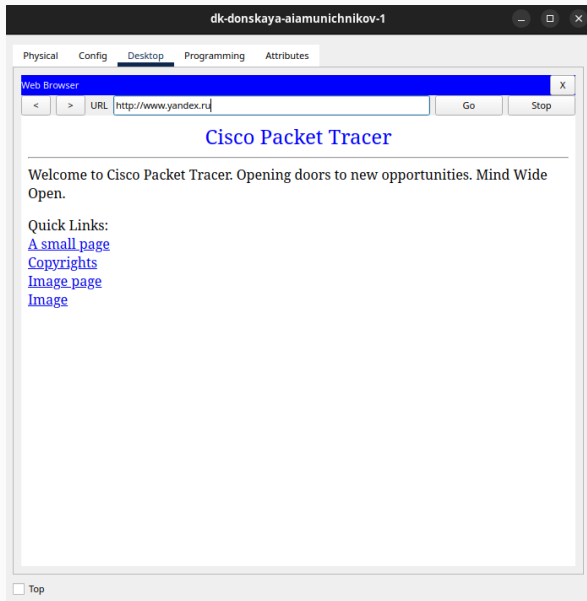 dk-donskaya-aiamunichnikov-1
Physical Config Desktop Programming Attributes
Web Browser X
< > URL http://www.yandex.ru Go Stop
Cisco Packet Tracer
Welcome to Cisco Packet Tracer. Opening doors to new opportunities. Mind Wide
Open.
Quick Links:
A small page
Copyrights
Image page
Image
Top